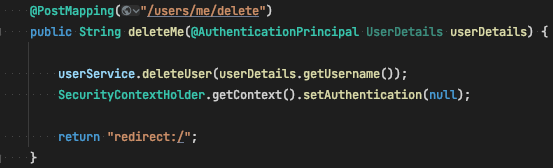 @PostMapping("/users/me/delete")
public String deleteMe(@AuthenticationPrincipal UserDetails userDetails) {
userService.deleteUser(userDetails.getUsername());
SecurityContextHolder.getContext().setAuthentication(null);
return "redirect:/";
}